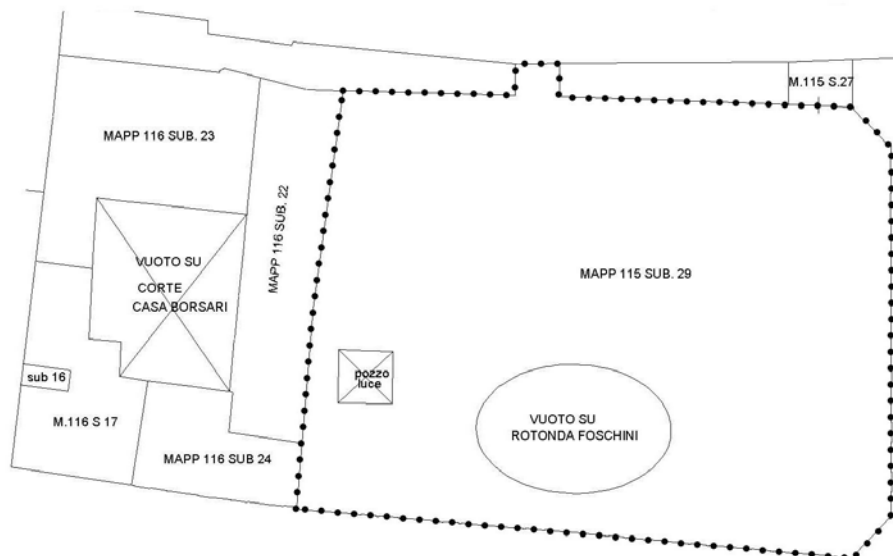 M.115 S.27
MAPP 116 SUB. 23
MAPP 116 SUB. 22
VUOTO SU
CORTE
CASA BORSARI
MAPP 115 SUB. 29
sub 16
pozzo
luce
M.116 S 17
VUOTO SU
ROTONDA FOSCHINI
MAPP 116 SUB 24